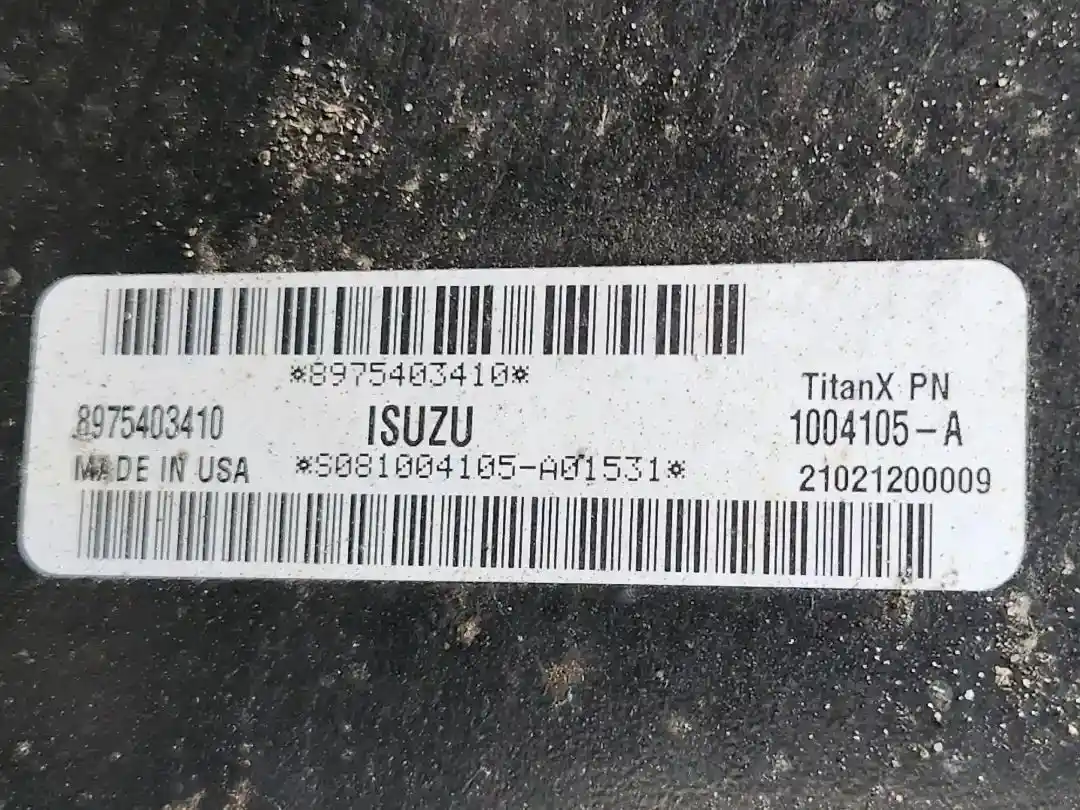 *8975403410*
TitanX PN
8975403410 ISUZU 1004105-A
MADE IN USA *S081004105-A01531* 21021200009